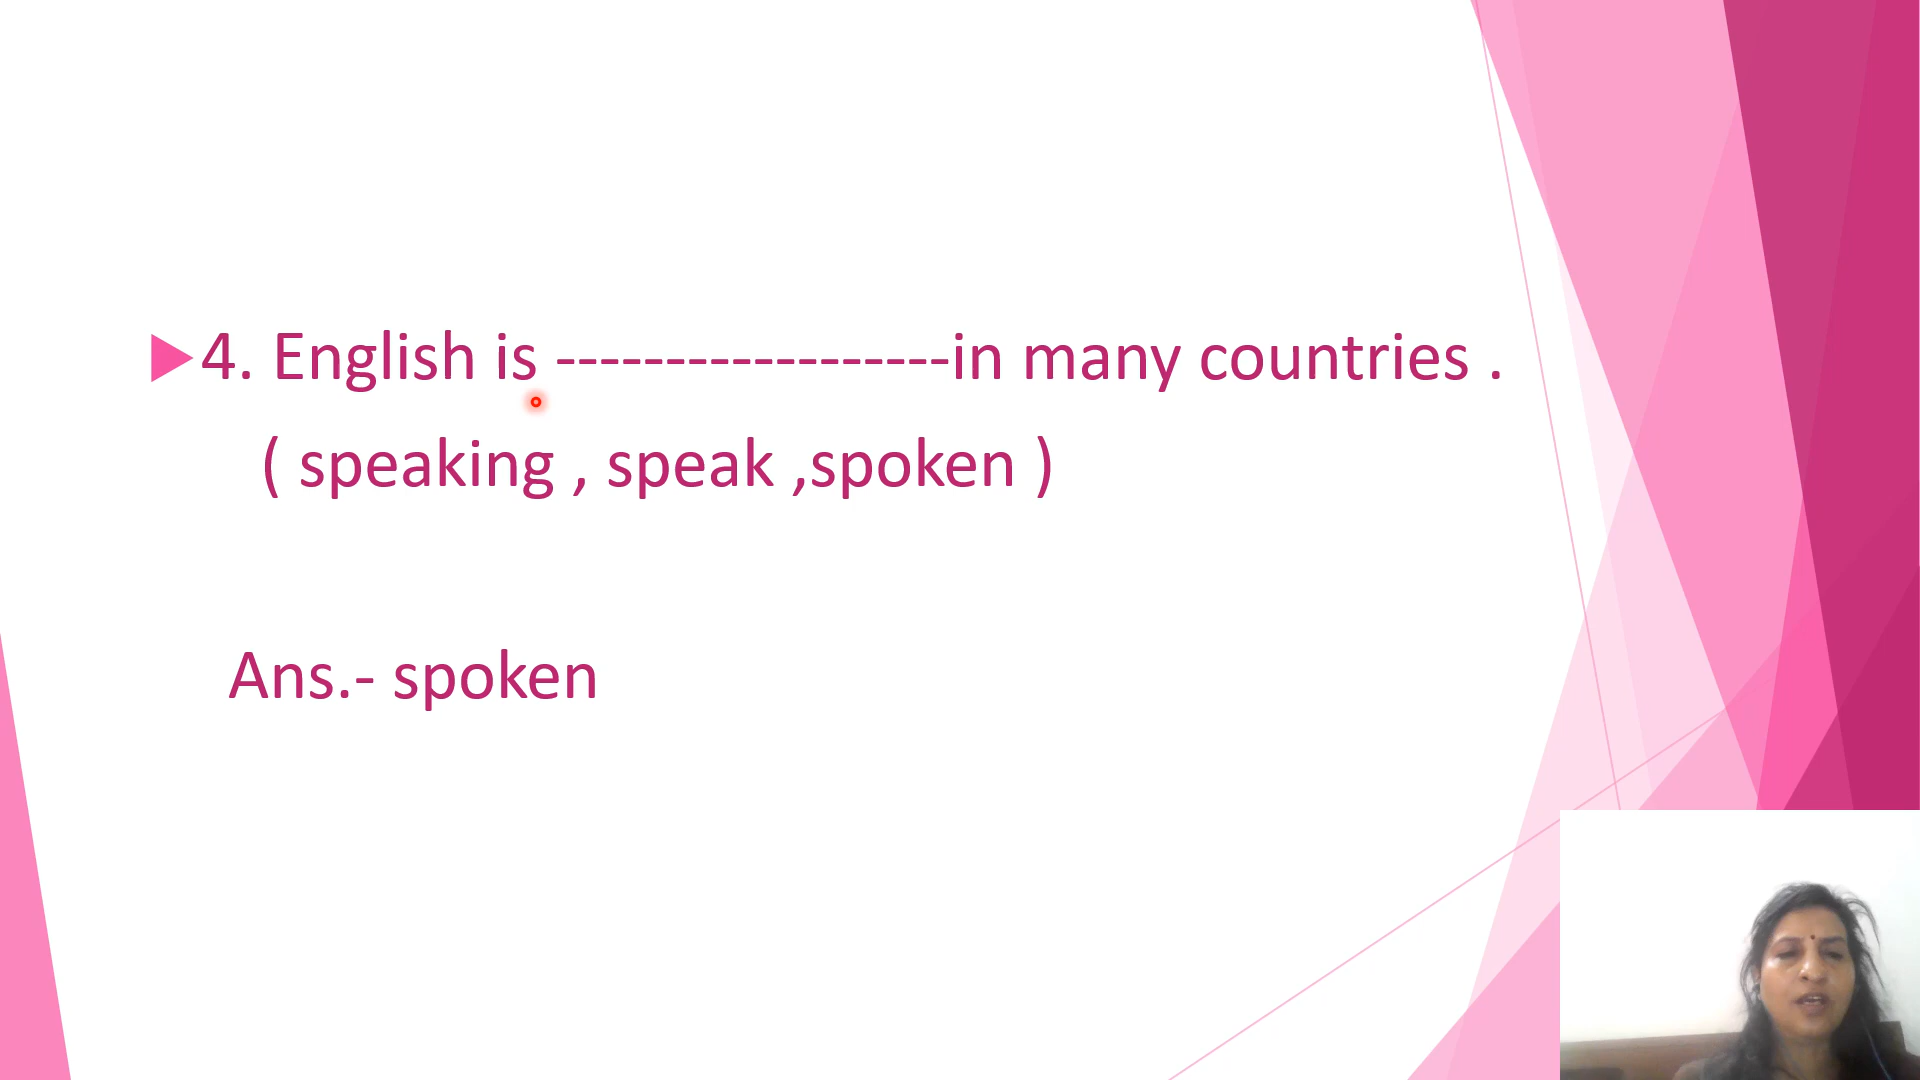 4. English is ------------------in many countries .
( speaking , speak ,spoken )
Ans.- spoken